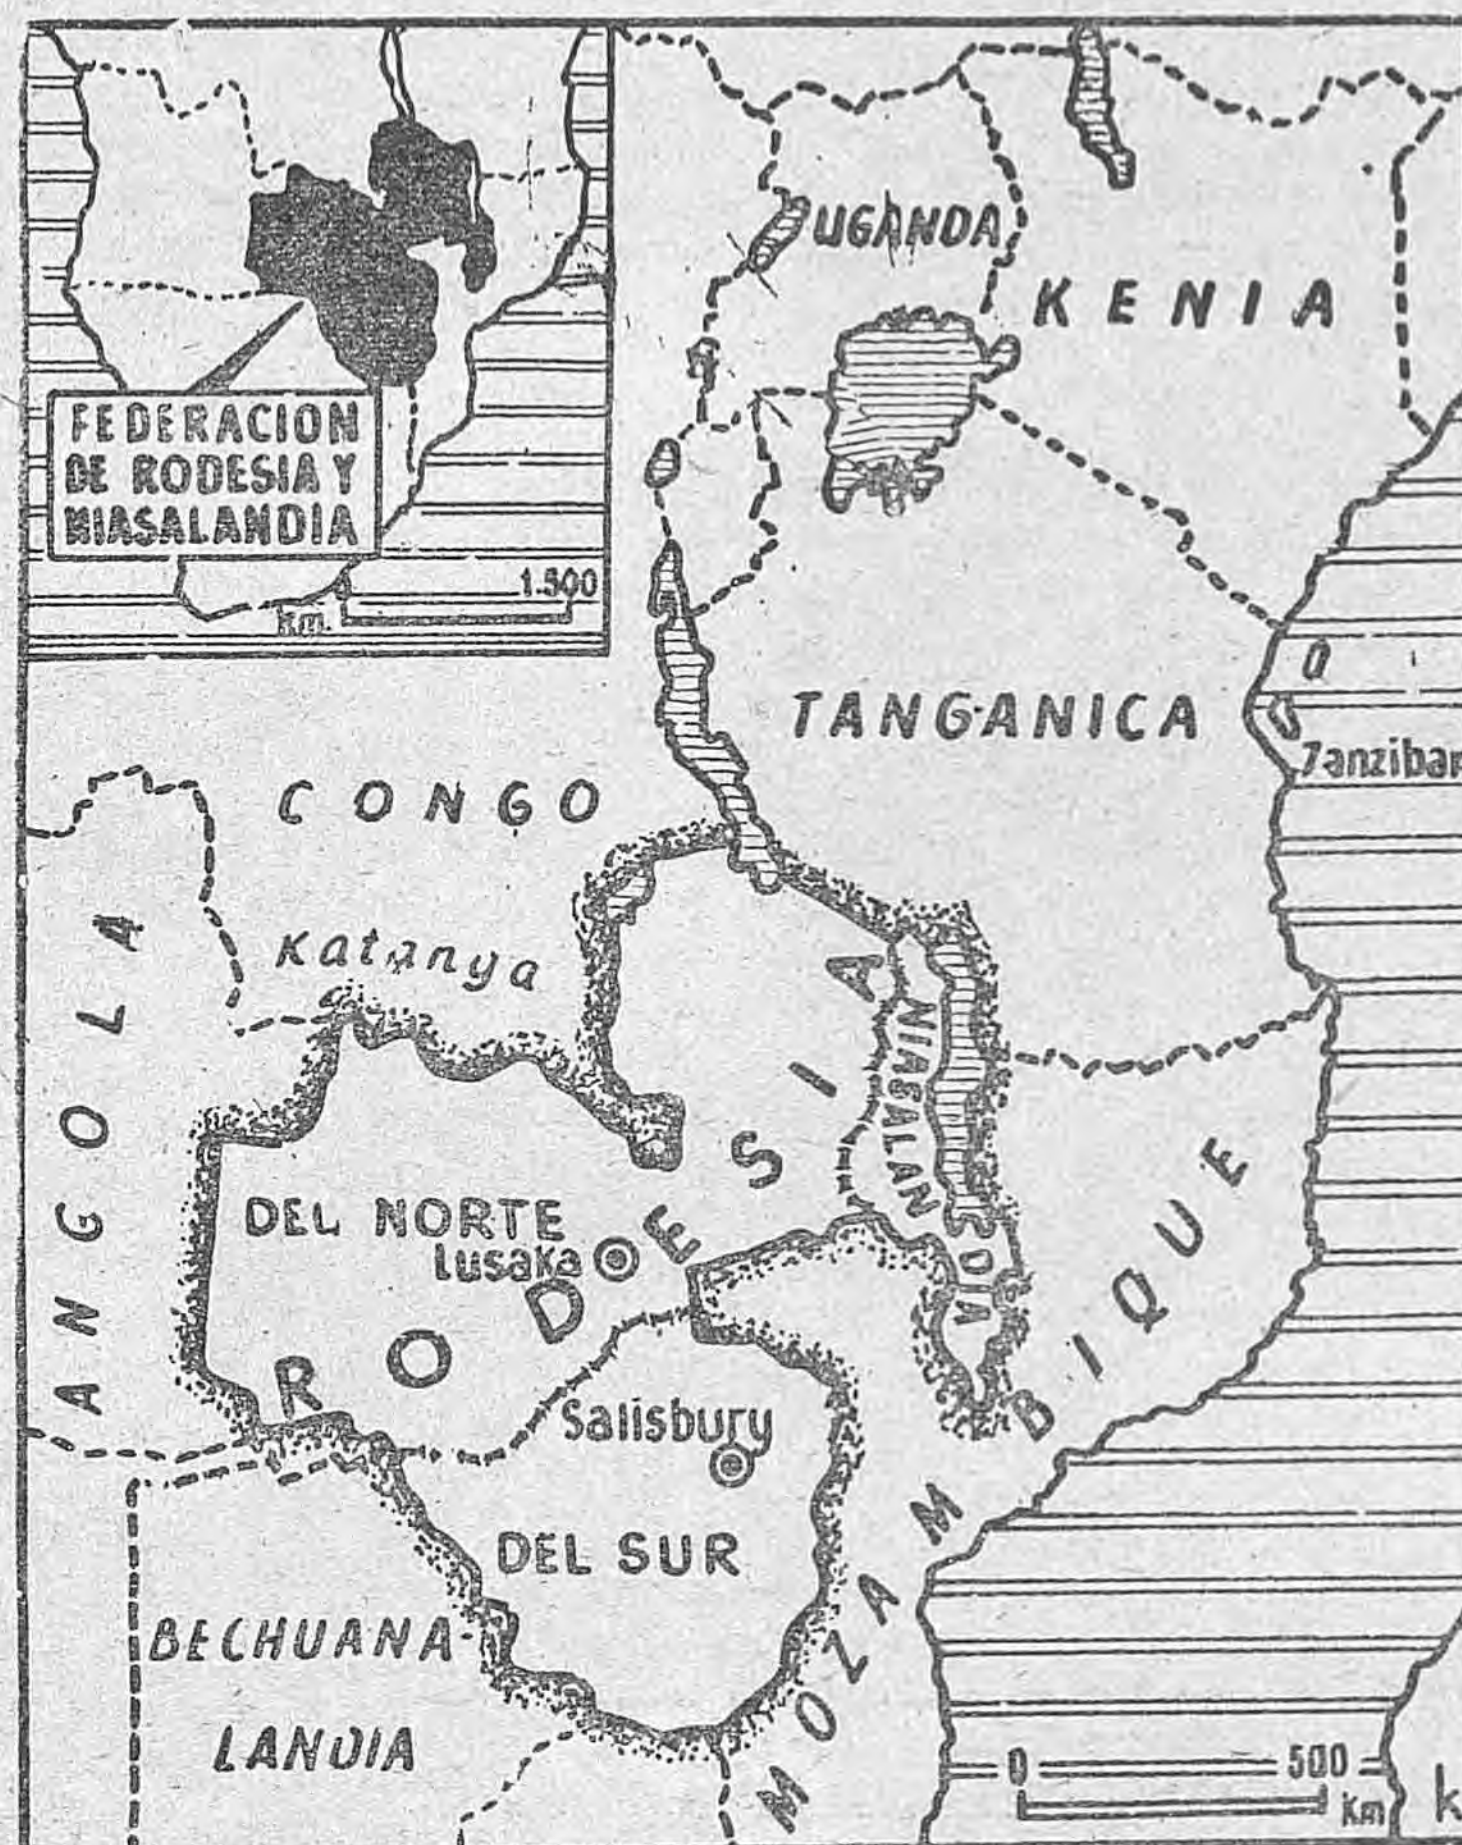 FEDERACION
DE RODESIA Y
NIASALANDIA
1.500
km.
UGANDA
KENIA
TANGANICA
Zanzibar
CONGO
Katanga
ANGOLA
NIASALANDIA
RODESIA
DEL NORTE
Lusaka
Salisbury
DEL SUR
MOZAMBIQUE
BECHUANA-
LANDIA
0 500
km
k